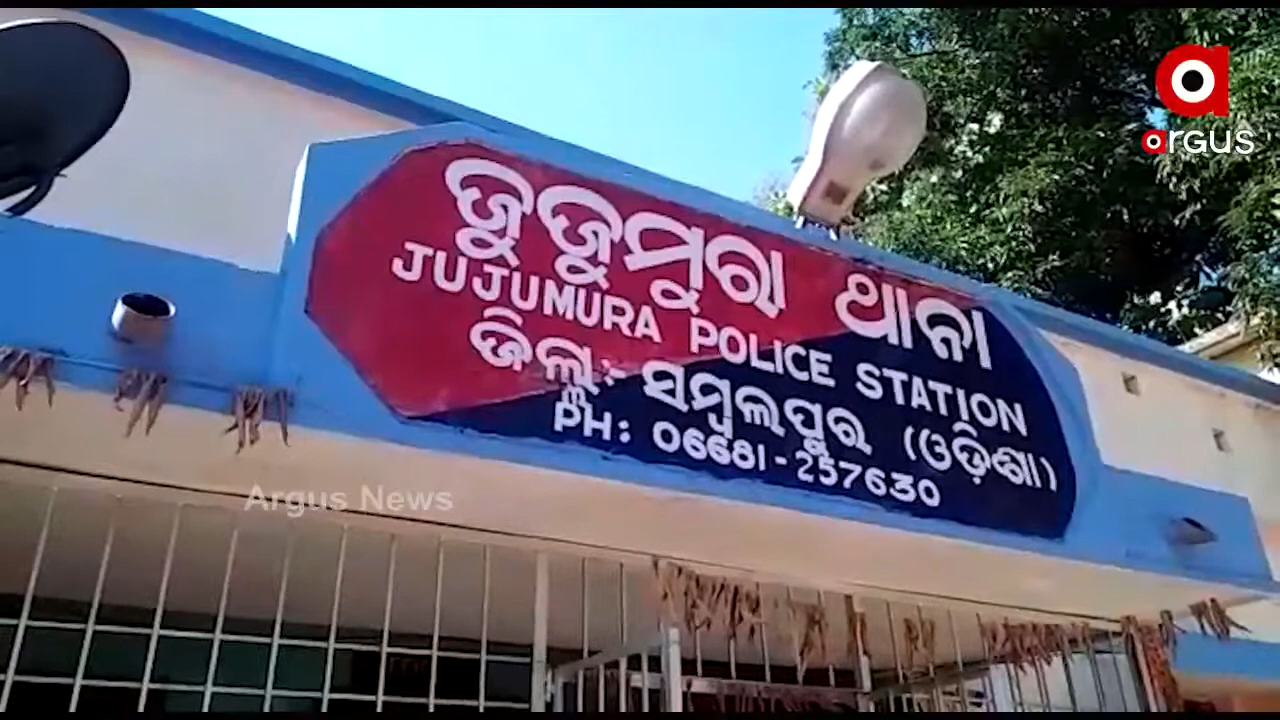 ଜୁଜୁମୁରା ଥାନା
JUJUMURA POLICE STATION
ଜିଲ୍ଲା:- ସମ୍ବଲପୁର (ଓଡ଼ିଶା)
PH: 06681-257630
argus
Argus News